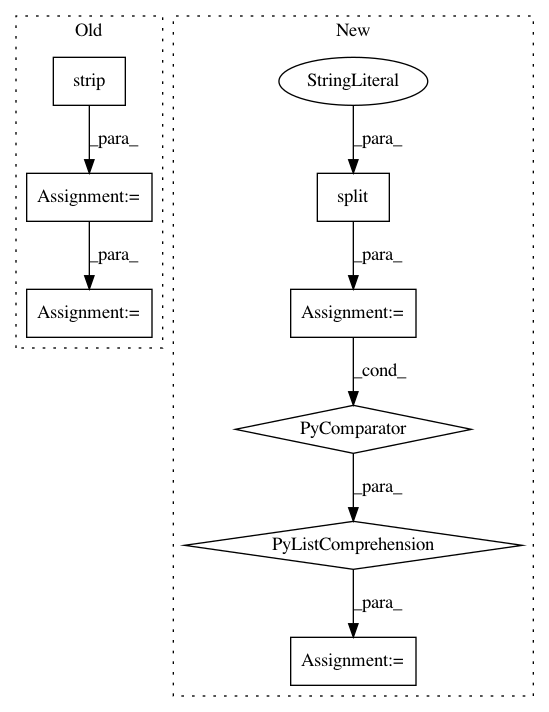 Old
strip
_para_
Assignment:=
_para_
Assignment:=
New
StringLiteral
_para_
split
_para_
Assignment:=
_cond_
PyComparator
_para_
PyListComprehension
_para_
Assignment:=